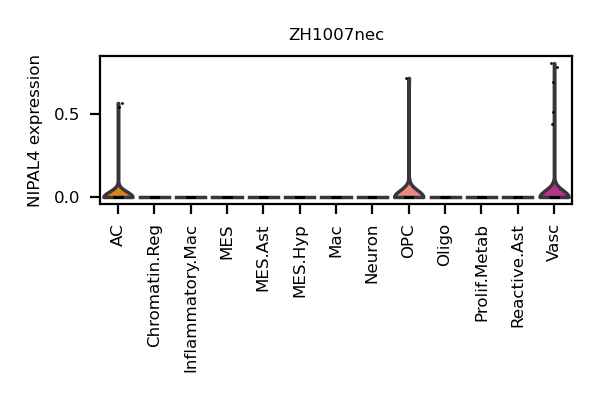 ZH1007nec
NIPAL4 expression
0.5
0.0
AC
Chromatin.Reg
Inflammatory.Mac
MES
MES.Ast
MES.Hyp
Mac
Neuron
OPC
Oligo
Prolif.Metab
Reactive.Ast
Vasc